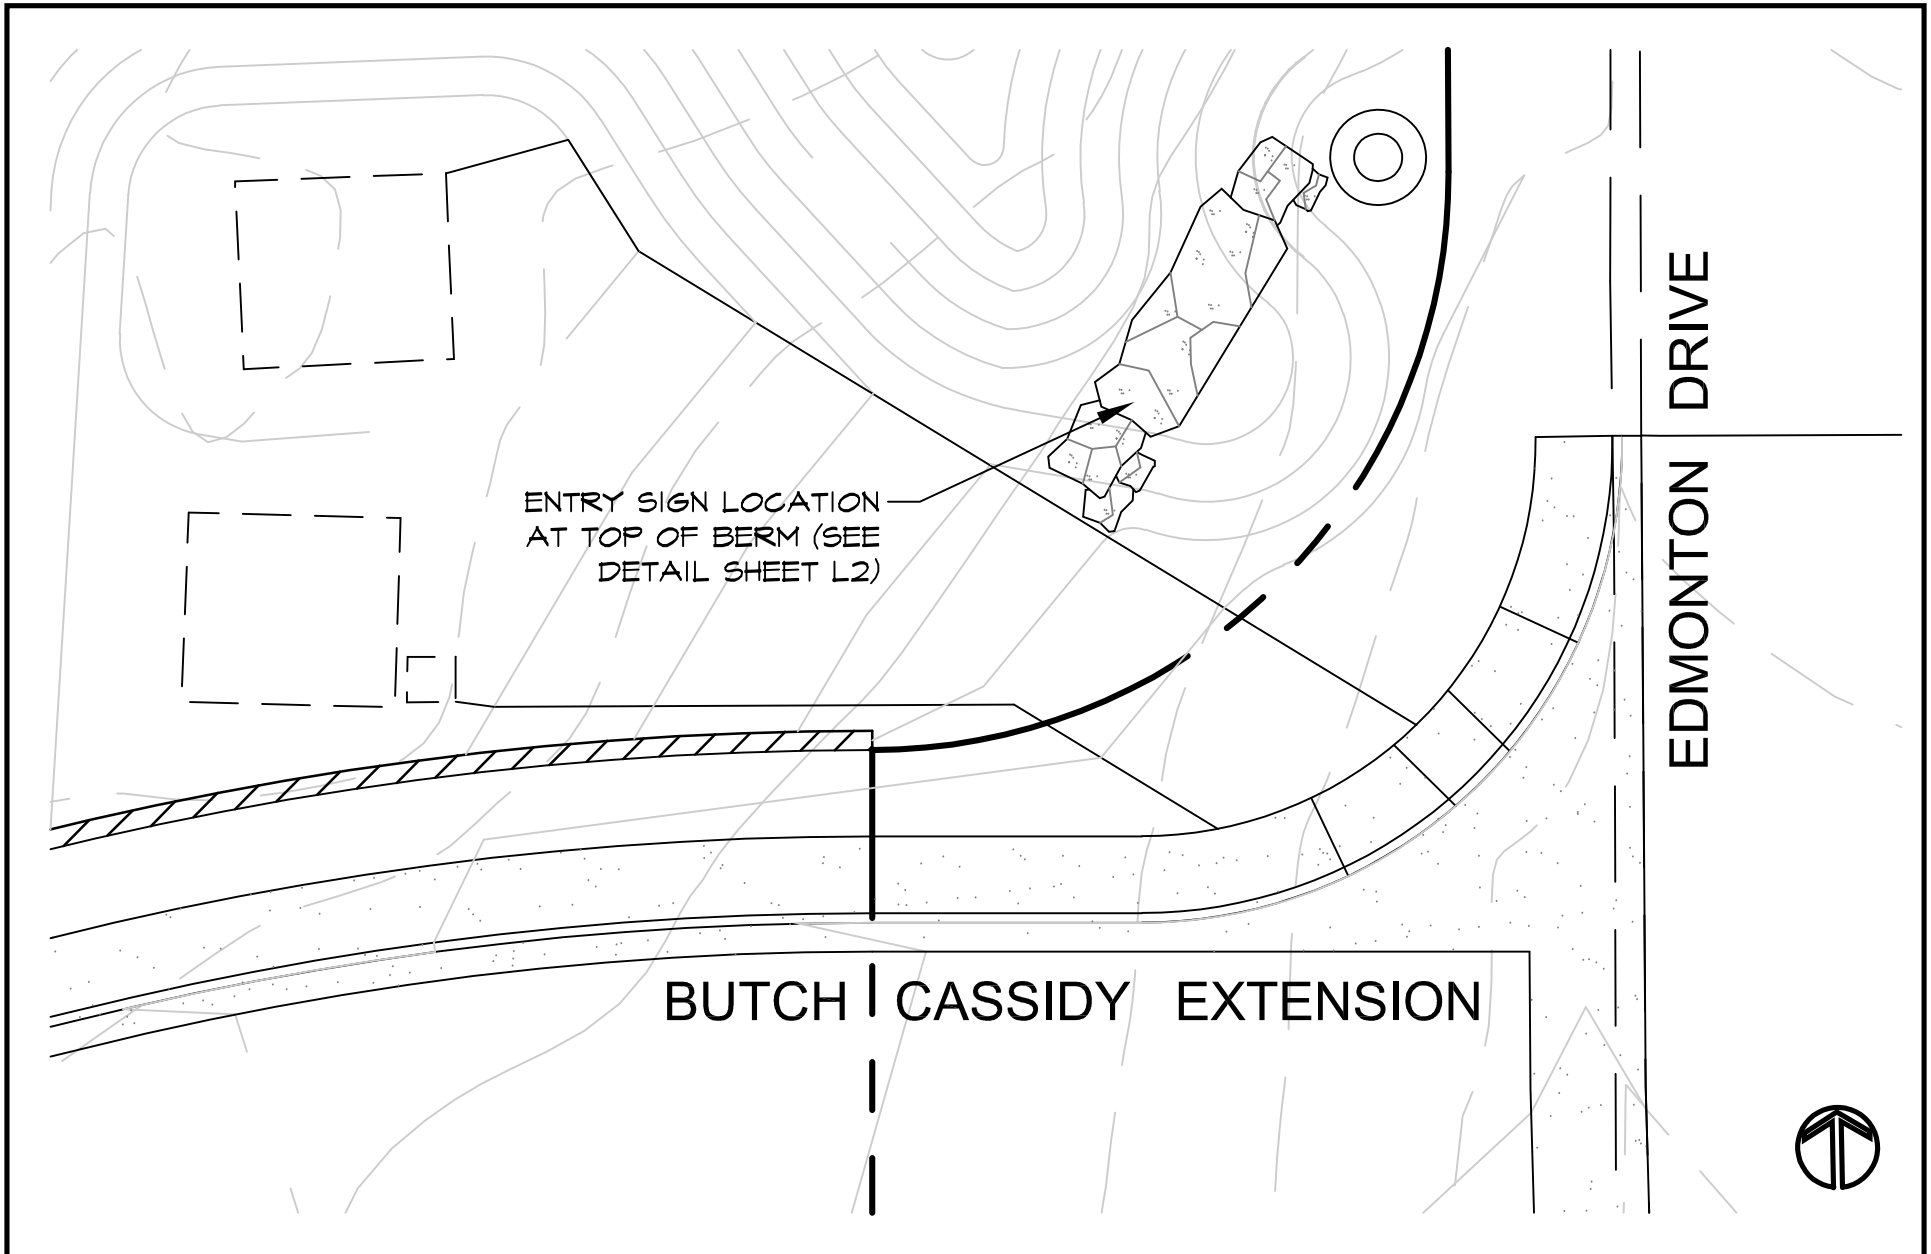 ENTRY SIGN LOCATION
AT TOP OF BERM (SEE
DETAIL SHEET L2)
EDMONTON DRIVE
BUTCH CASSIDY EXTENSION